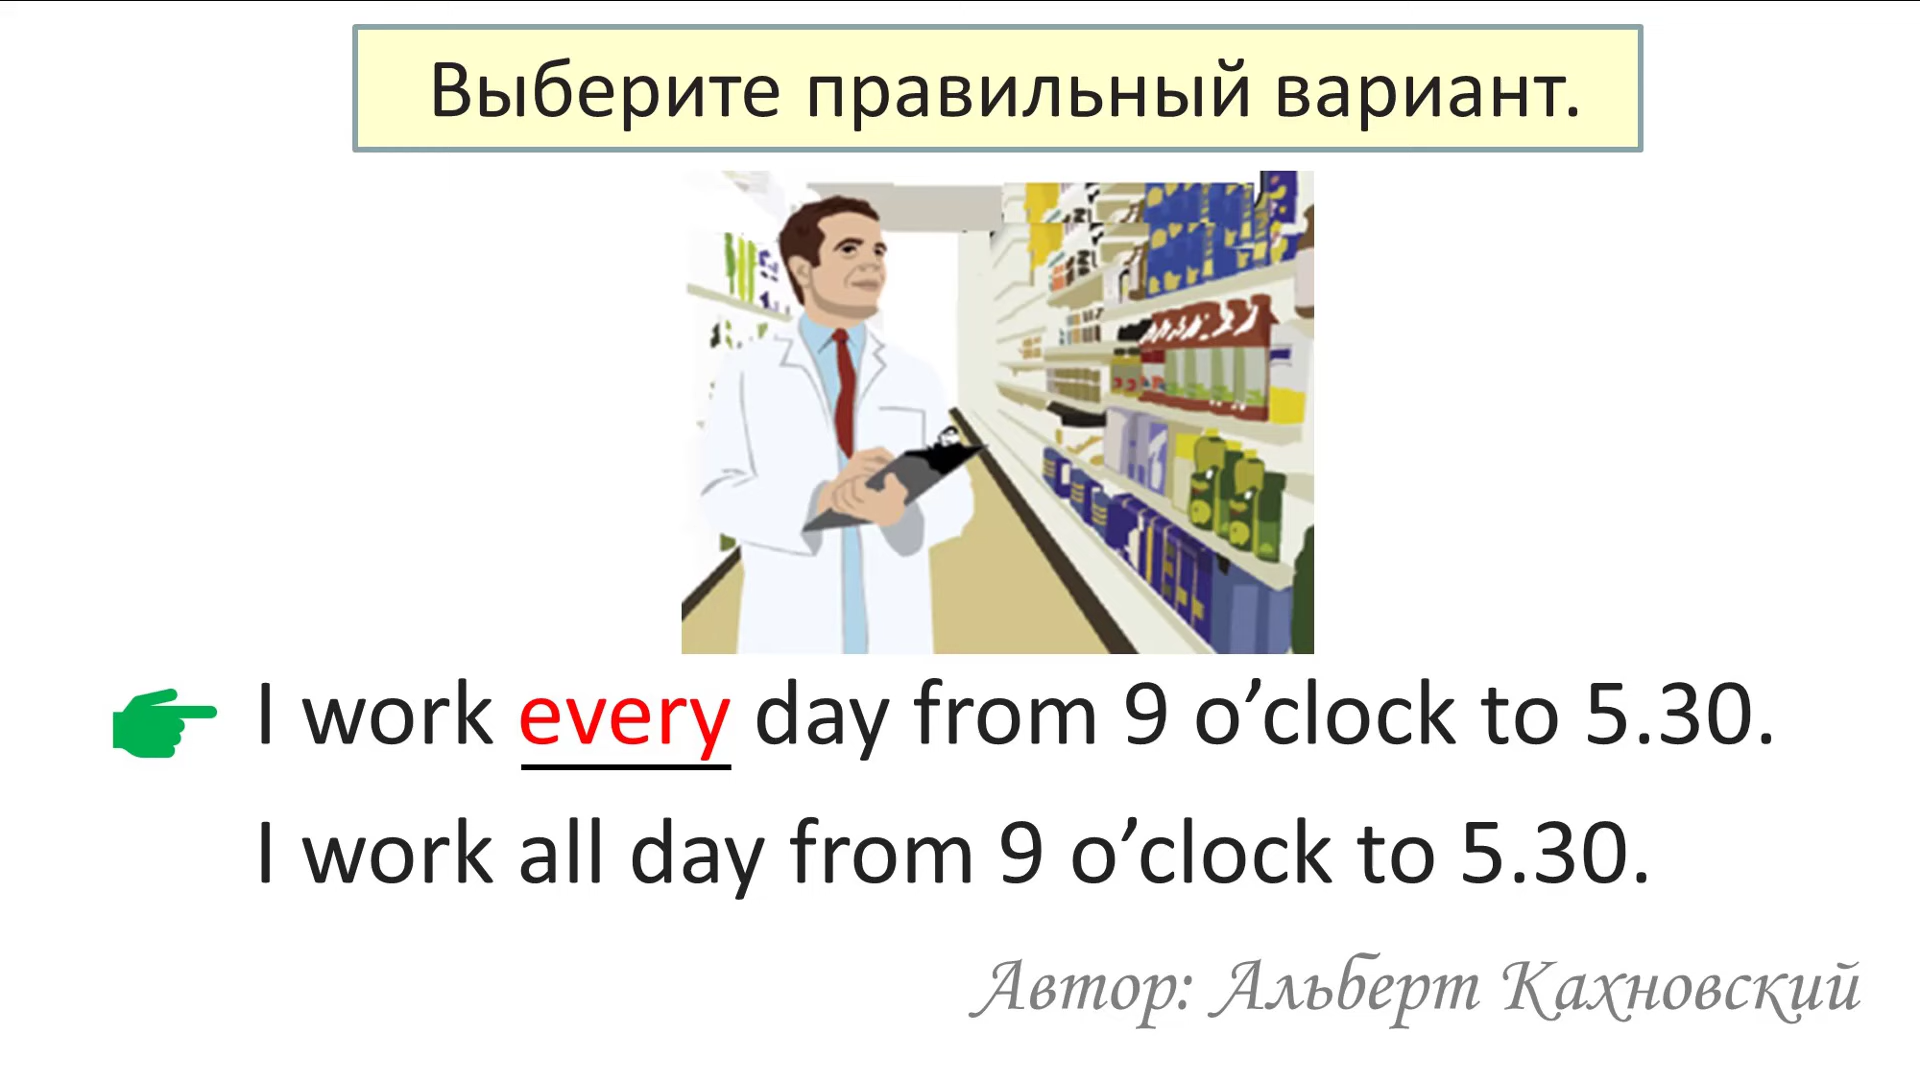 Выберите правильный вариант.
I work every day from 9 o’clock to 5.30.
I work all day from 9 o’clock to 5.30.
Автор: Альберт Кахновский